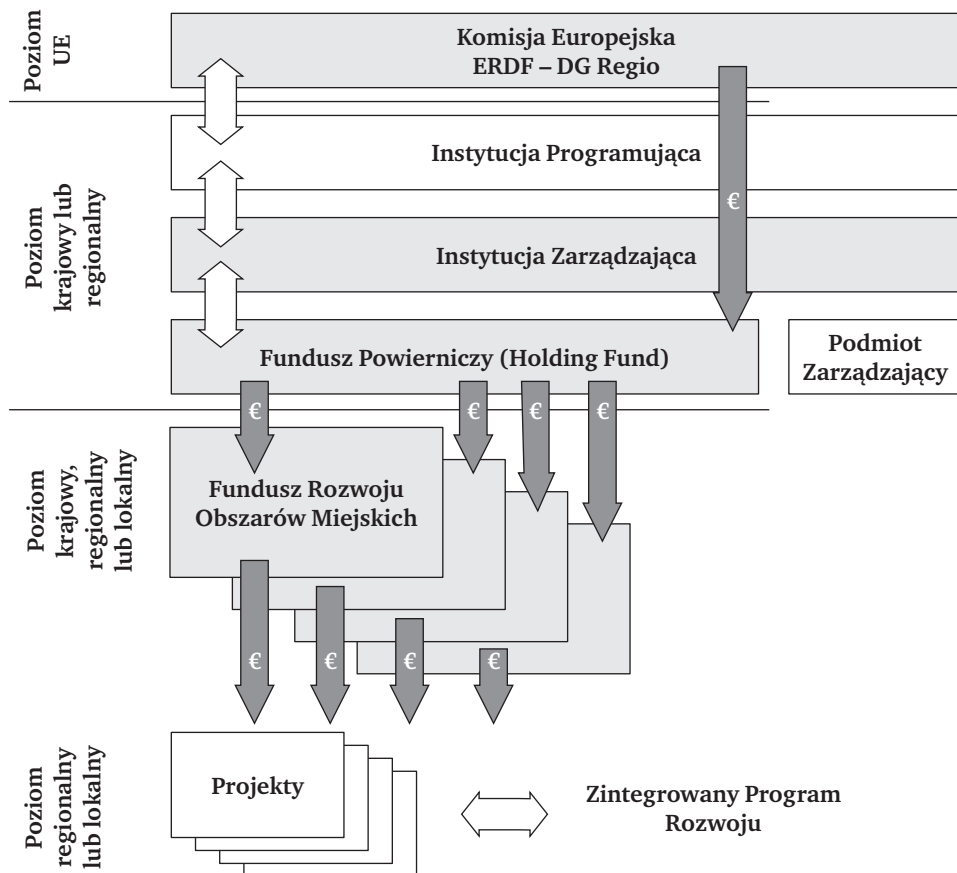 Poziom
UE
Komisja Europejska
ERDF – DG Regio
Poziom
krajowy lub
regionalny
Instytucja Programująca
€
Instytucja Zarządzająca
Fundusz Powierniczy (Holding Fund)
Podmiot
Zarządzający
€
€
€
€
Poziom
krajowy,
regionalny
lub lokalny
Fundusz Rozwoju
Obszarów Miejskich
€
€
€
€
Poziom
regionalny
lub lokalny
Projekty
Zintegrowany Program
Rozwoju